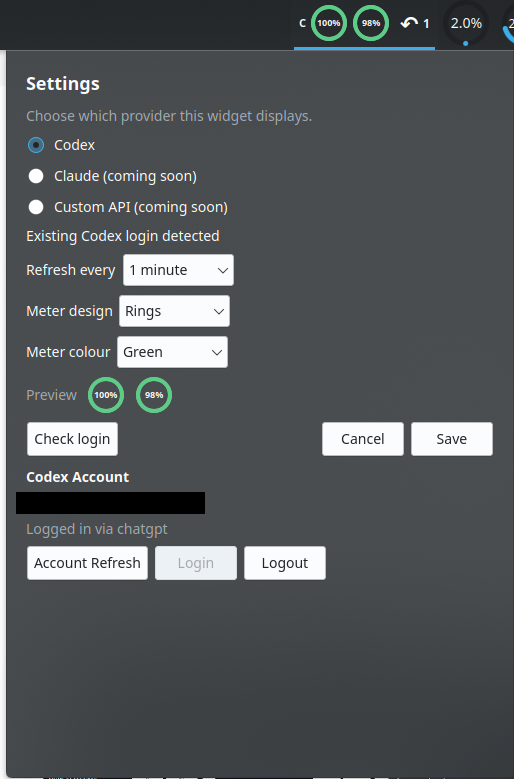 C 100% 98% 1 2.0%
Settings
Choose which provider this widget displays.
Codex
Claude (coming soon)
Custom API (coming soon)
Existing Codex login detected
Refresh every 1 minute
Meter design Rings
Meter colour Green
Preview 100% 98%
Check login Cancel Save
Codex Account
Logged in via chatgpt
Account Refresh Login Logout